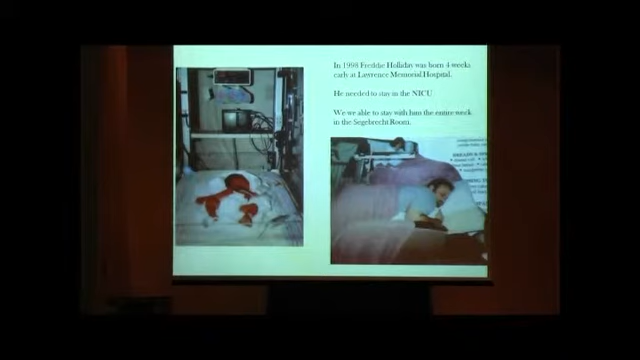 In 1998 Freddie Holliday was born 4 weeks
early at Lawrence Memorial Hospital.
He needed to stay in the NICU
We we able to stay with him the entire week
in the Segebrecht Room.